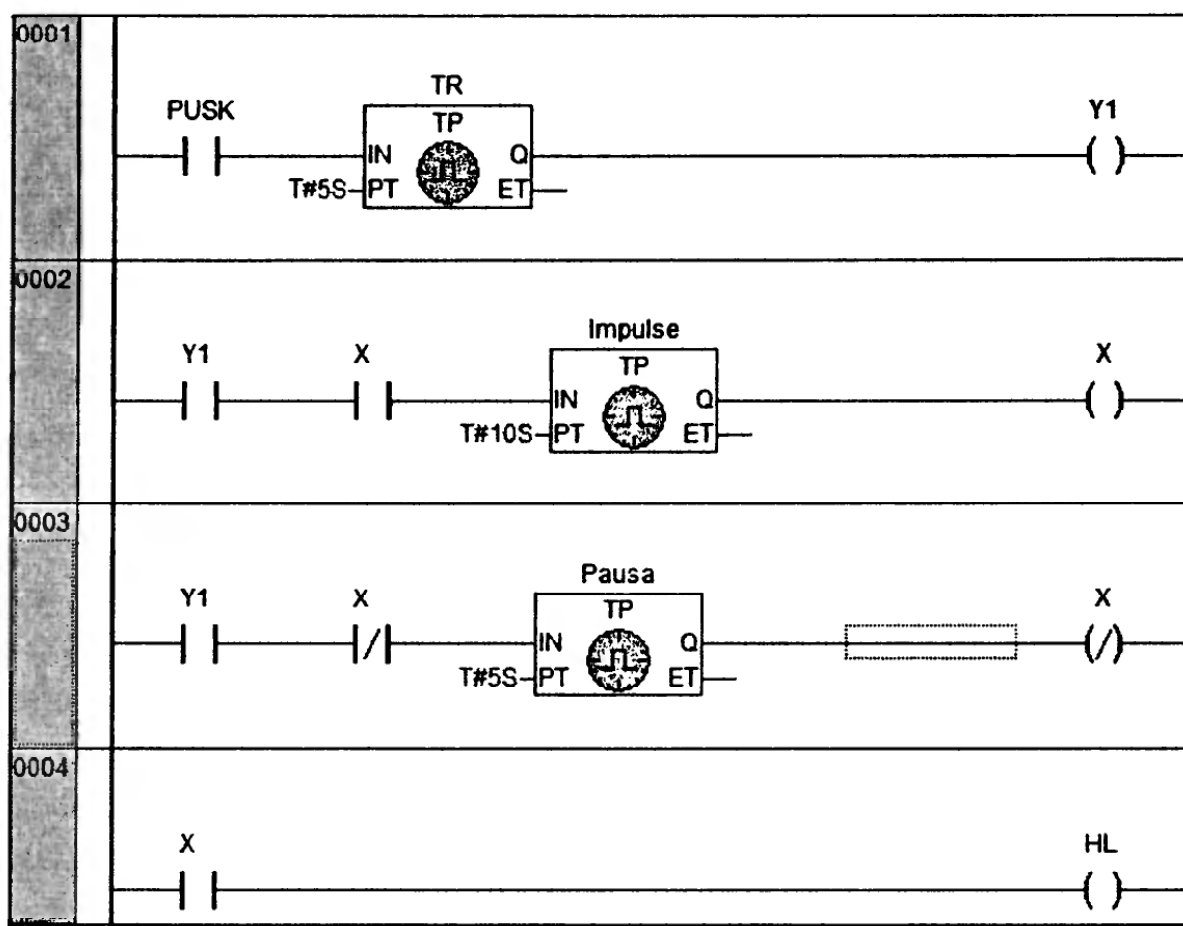 0001
TR
PUSK
TP
Y1
IN
Q
T#5S
PT
ET
0002
Impulse
Y1
X
TP
X
IN
Q
T#10S
PT
ET
0003
Pausa
Y1
X
TP
X
IN
Q
T#5S
PT
ET
0004
X
HL